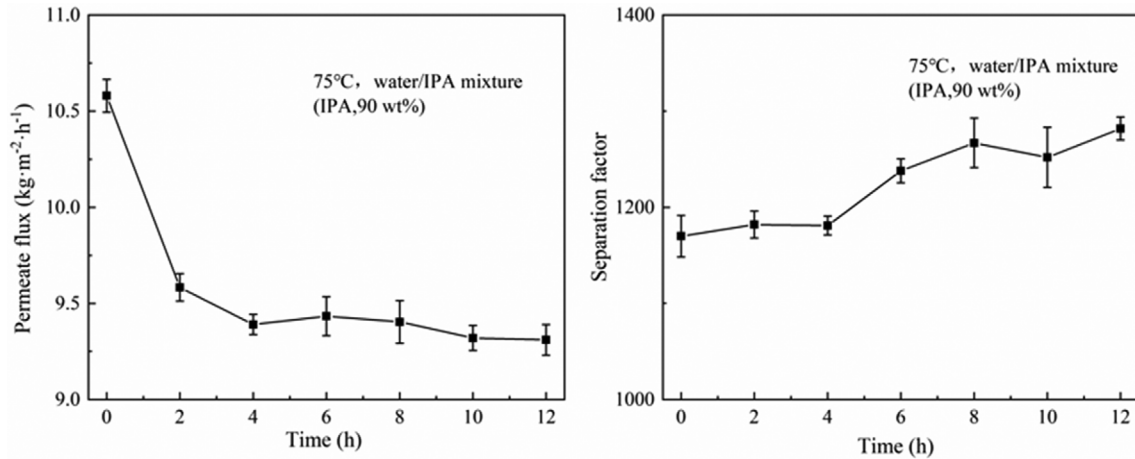 11.0
10.5
10.0
9.5
9.0
Permeate flux (kg·m⁻²·h⁻¹)
75℃，water/IPA mixture
(IPA,90 wt%)
0 2 4 6 8 10 12
Time (h)
1400
1200
1000
Separation factor
75℃，water/IPA mixture
(IPA,90 wt%)
0 2 4 6 8 10 12
Time (h)